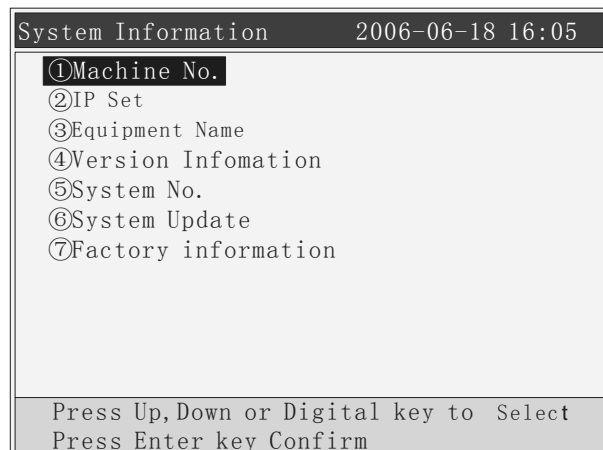 System Information 2006-06-18 16:05
①Machine No.
②IP Set
③Equipment Name
④Version Infomation
⑤System No.
⑥System Update
⑦Factory information
Press Up,Down or Digital key to Select
Press Enter key Confirm